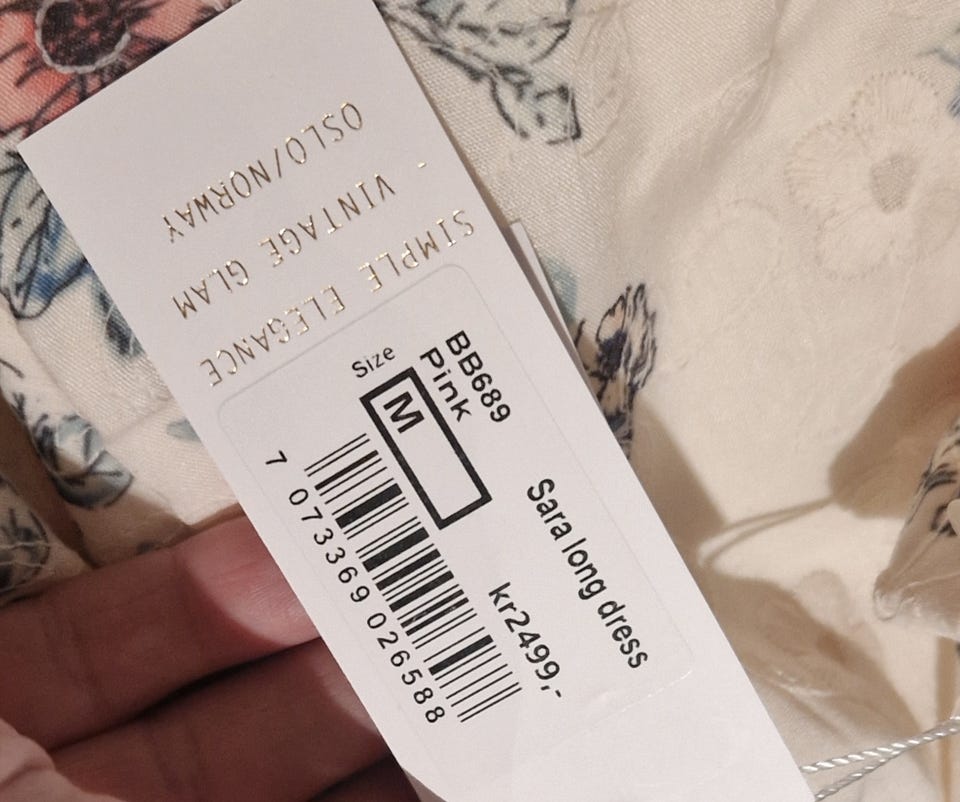 SIMPLE ELEGANCE
- VINTAGE GLAM
OSLO/NORWAY
BB689
Sara long dress
Pink
Size
M
kr2499,-
7 073369 026588